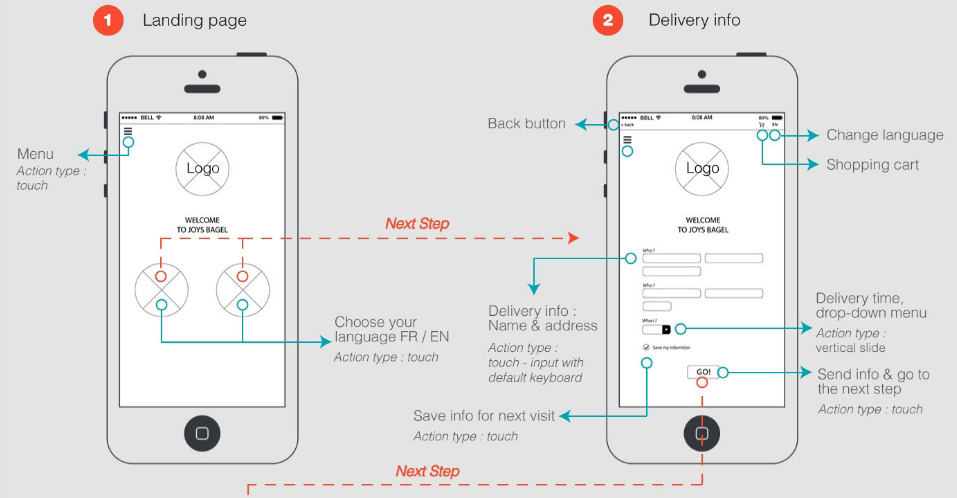 1 Landing page
BELL 8:08 AM 80%
Logo
WELCOME
TO JOYS BAGEL
Menu
Action type :
touch
Next Step
Choose your
language FR / EN
Action type : touch
2 Delivery info
BELL 8:08 AM 80%
< back EN
Logo
WELCOME
TO JOYS BAGEL
Who ?
Who ?
When ?
Save my information
GO!
Back button
Change language
Shopping cart
Delivery info :
Name & address
Action type :
touch - input with
default keyboard
Delivery time,
drop-down menu
Action type :
vertical slide
Send info & go to
the next step
Action type : touch
Save info for next visit
Action type : touch
Next Step